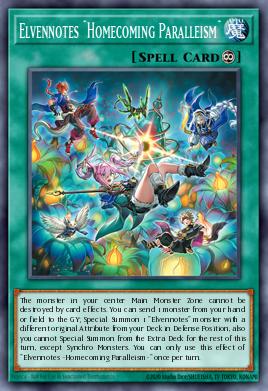 Elvennotes ~Homecoming Paralleism~
[Spell Card]
The monster in your center Main Monster Zone cannot be
destroyed by card effects. You can send 1 monster from your hand
or field to the GY; Special Summon 1 "Elvennotes" monster with a
different original Attribute from your Deck in Defense Position, also
you cannot Special Summon from the Extra Deck for the rest of this
turn, except Synchro Monsters. You can only use this effect of
"Elvennotes ~Homecoming Paralleism~" once per turn.